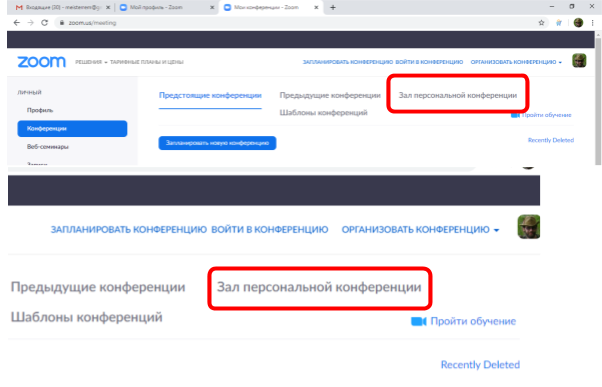 Входящие (20) - meisternrm@g
Мой профиль - Zoom
Мои конференции - Zoom
zoom.us/meeting
zoom
РЕШЕНИЯ
ТАРИФНЫЕ ПЛАНЫ И ЦЕНЫ
ЗАПЛАНИРОВАТЬ КОНФЕРЕНЦИЮ ВОЙТИ В КОНФЕРЕНЦИЮ ОРГАНИЗОВАТЬ КОНФЕРЕНЦИЮ
ЛИЧНЫЙ
Профиль
Конференции
Веб-семинары
Записи
Предстоящие конференции
Предыдущие конференции
Зал персональной конференции
Шаблоны конференций
Пройти обучение
Запланировать новую конференцию
Recently Deleted
ЗАПЛАНИРОВАТЬ КОНФЕРЕНЦИЮ ВОЙТИ В КОНФЕРЕНЦИЮ ОРГАНИЗОВАТЬ КОНФЕРЕНЦИЮ
Предыдущие конференции
Зал персональной конференции
Шаблоны конференций
Пройти обучение
Recently Deleted